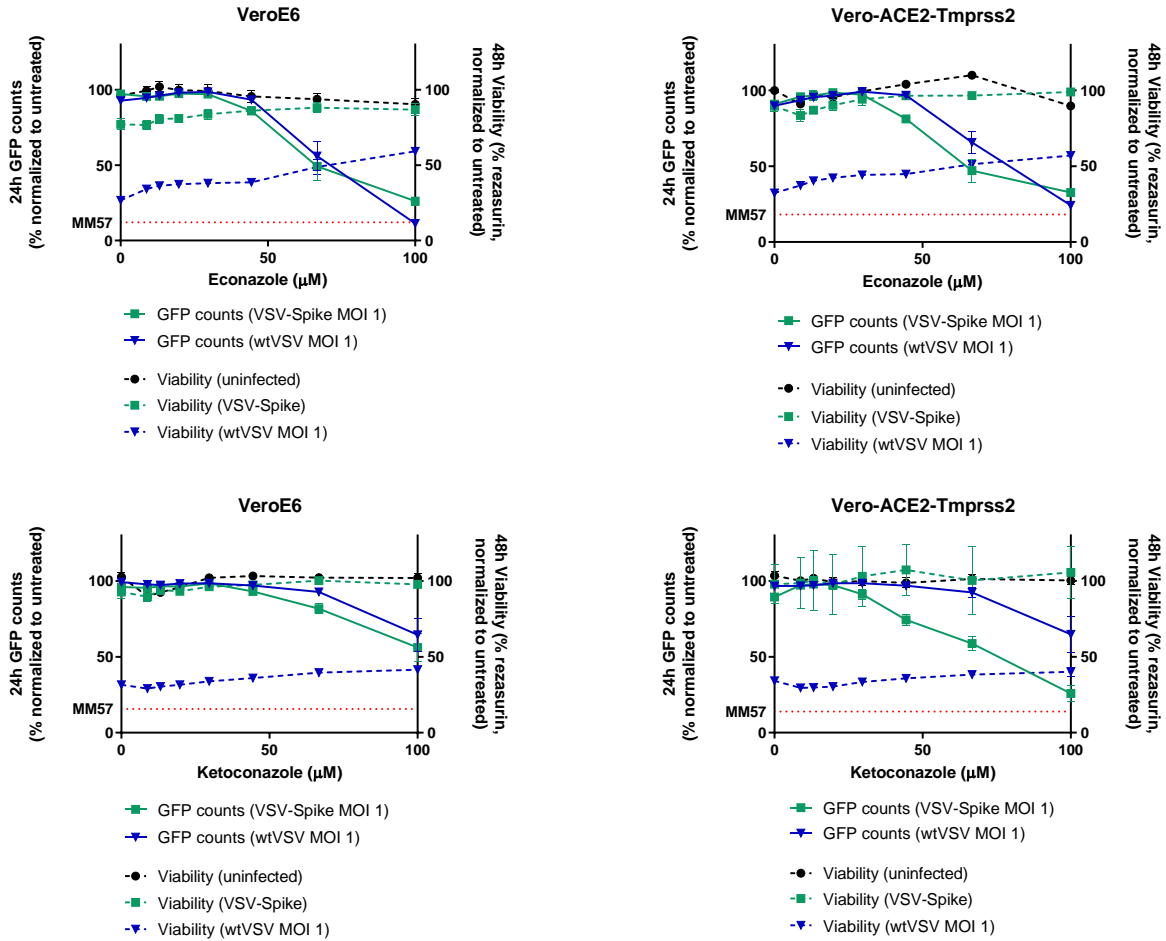 VeroE6
24h GFP counts
(% normalized to untreated)
100
50
0
MM57
100
50
0
48h Viability (% rezasurin,
normalized to untreated)
0
50
100
Econazole (μM)
GFP counts (VSV-Spike MOI 1)
GFP counts (wtVSV MOI 1)
Viability (uninfected)
Viability (VSV-Spike)
Viability (wtVSV MOI 1)
Vero-ACE2-Tmprss2
24h GFP counts
(% normalized to untreated)
100
50
0
MM57
100
50
0
48h Viability (% rezasurin,
normalized to untreated)
0
50
100
Econazole (μM)
GFP counts (VSV-Spike MOI 1)
GFP counts (wtVSV MOI 1)
Viability (uninfected)
Viability (VSV-Spike)
Viability (wtVSV MOI 1)
VeroE6
24h GFP counts
(% normalized to untreated)
100
50
0
MM57
100
50
0
48h Viability (% rezasurin,
normalized to untreated)
0
50
100
Ketoconazole (μM)
GFP counts (VSV-Spike MOI 1)
GFP counts (wtVSV MOI 1)
Viability (uninfected)
Viability (VSV-Spike)
Viability (wtVSV MOI 1)
Vero-ACE2-Tmprss2
24h GFP counts
(% normalized to untreated)
100
50
0
MM57
100
50
0
48h Viability (% rezasurin,
normalized to untreated)
0
50
100
Ketoconazole (μM)
GFP counts (VSV-Spike MOI 1)
GFP counts (wtVSV MOI 1)
Viability (uninfected)
Viability (VSV-Spike)
Viability (wtVSV MOI 1)